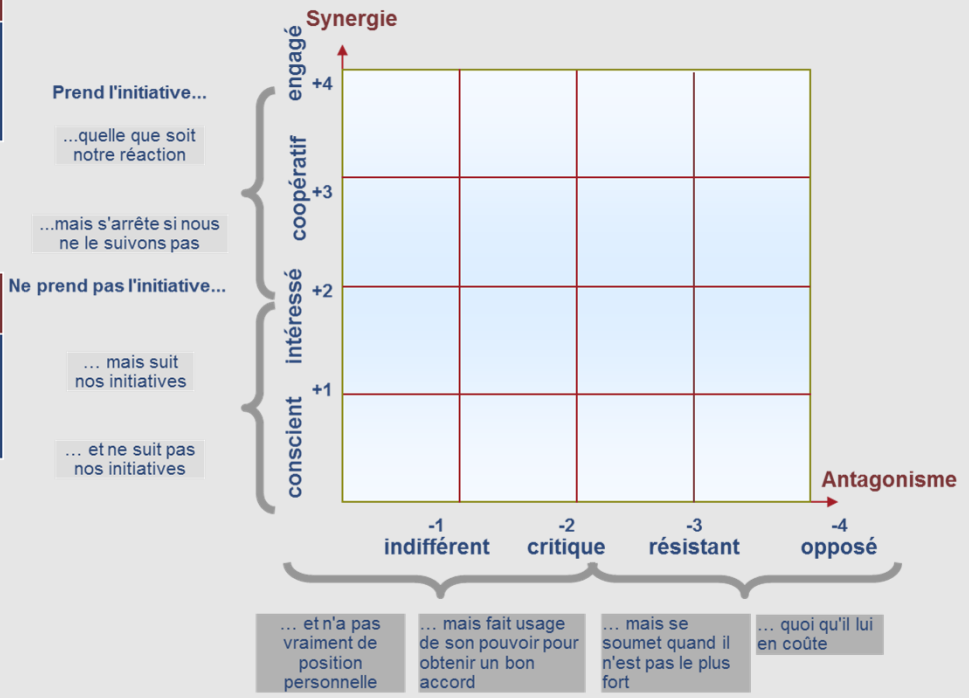 Synergie
engagé
+4
Prend l'initiative...
...quelle que soit
notre réaction
coopératif
+3
...mais s'arrête si nous
ne le suivons pas
Ne prend pas l'initiative...
intéressé
+2
… mais suit
nos initiatives
+1
conscient
… et ne suit pas
nos initiatives
Antagonisme
-1
indifférent
-2
critique
-3
résistant
-4
opposé
… et n'a pas
vraiment de
position
personnelle
… mais fait usage
de son pouvoir pour
obtenir un bon
accord
… mais se
soumet quand il
n'est pas le plus
fort
… quoi qu'il lui
en coûte